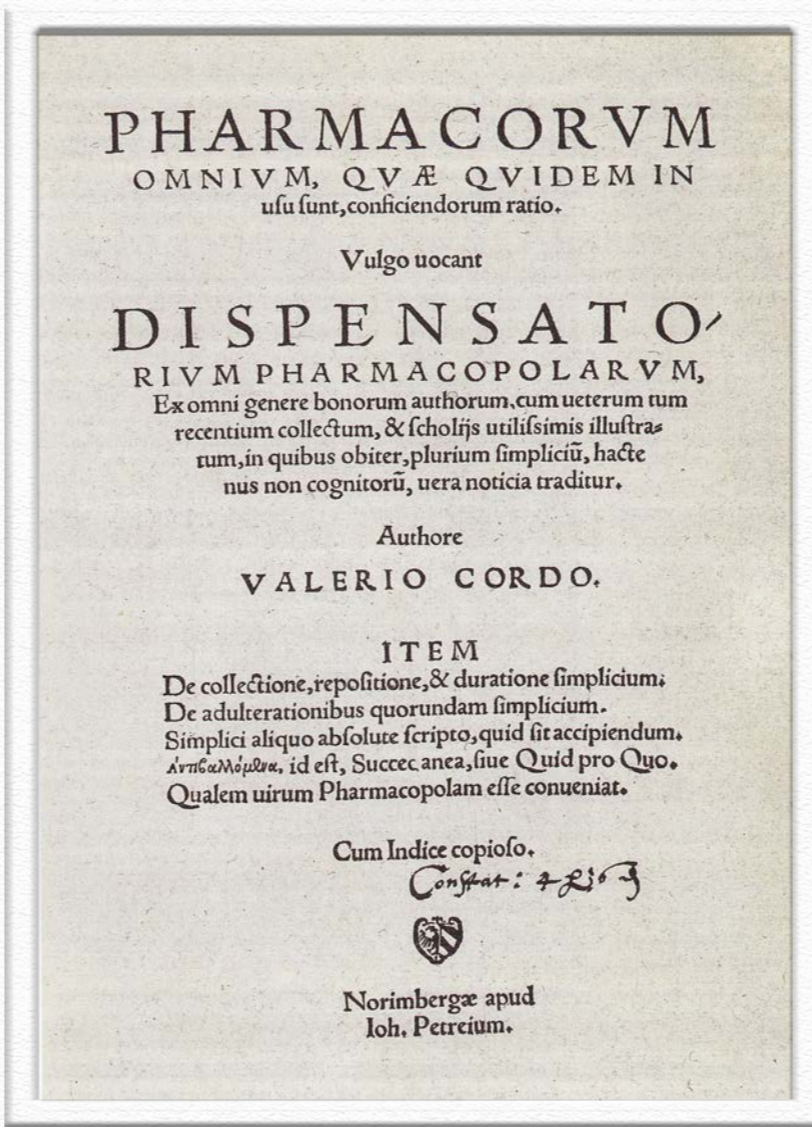 PHARMACORVM
OMNIVM, QVÆ QVIDEM IN
uſu ſunt, conficiendorum ratio.
Vulgo uocant
DISPENSATO-
RIVM PHARMACOPOLARVM,
Ex omni genere bonorum authorum, cum ueterum tum
recentium collectum, & ſcholijs utiliſsimis illuſtra=
tum, in quibus obiter, plurium ſimpliciũ, hacte
nus non cognitorũ, uera noticia traditur.
Authore
VALERIO CORDO.
ITEM
De collectione, repoſitione, & duratione ſimplicium.
De adulterationibus quorundam ſimplicium.
Simplici aliquo abſolute ſcripto, quid ſit accipiendum.
Ἀντιβαλλόμενα, id eſt, Succecanea, ſiue Quid pro Quo.
Qualem uirum Pharmacopolam eſſe conueniat.
Cum Indice copioſo.
Conſtat: 4
Norimbergæ apud
Ioh. Petreium.